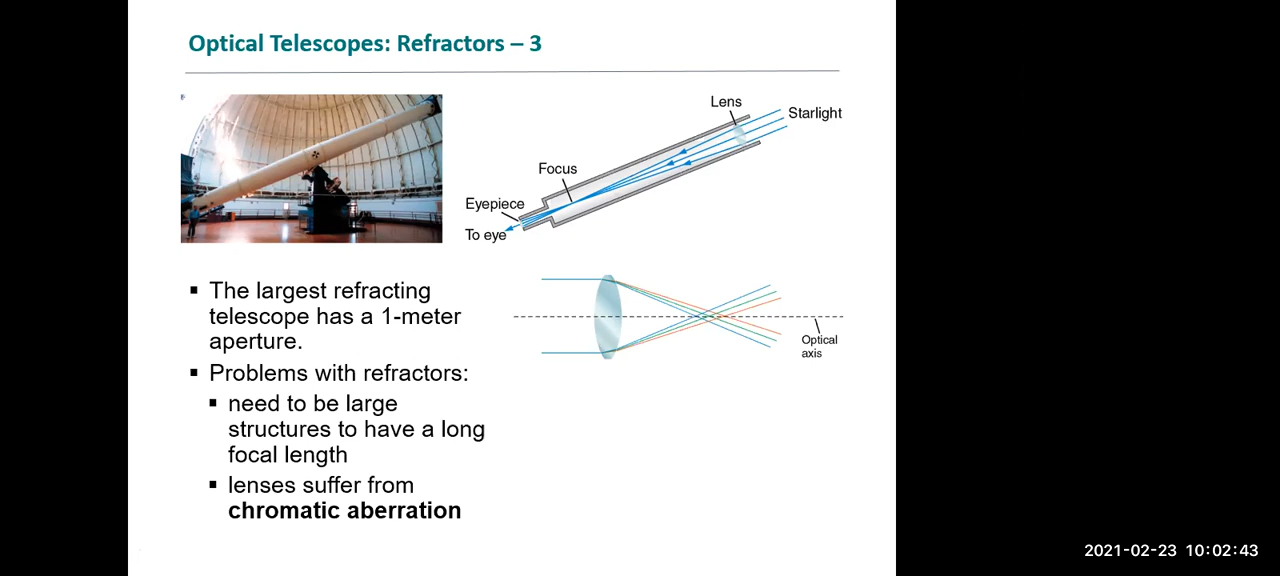 Optical Telescopes: Refractors – 3
Lens
Starlight
Focus
Eyepiece
To eye
▪ The largest refracting
telescope has a 1-meter
aperture.
▪ Problems with refractors:
▪ need to be large
structures to have a long
focal length
▪ lenses suffer from
chromatic aberration
Optical
axis
2021-02-23 10:02:43